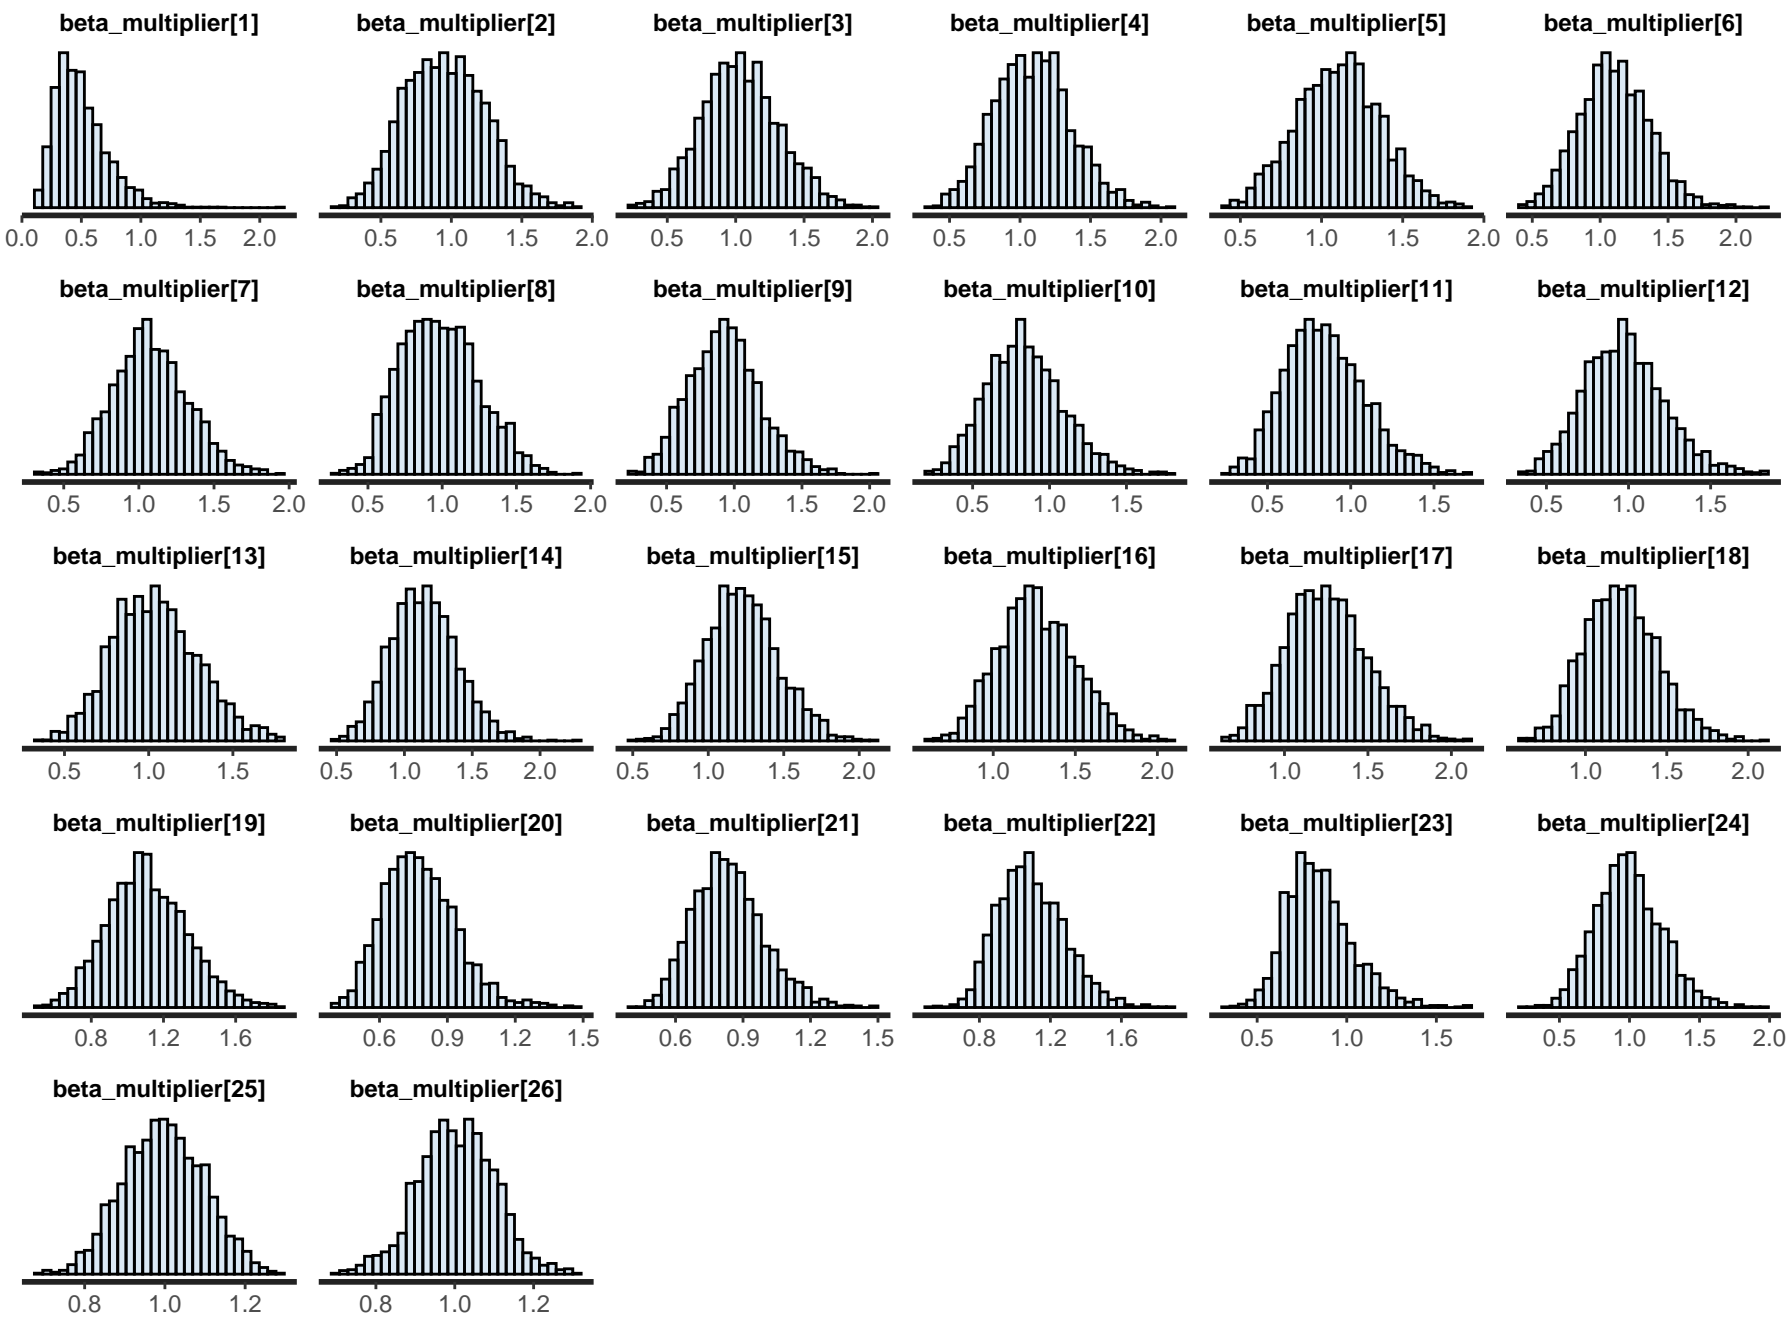 beta_multiplier[1] beta_multiplier[2] beta_multiplier[3] beta_multiplier[4] beta_multiplier[5] beta_multiplier[6]
0.0 0.5 1.0 1.5 2.0 0.5 1.0 1.5 2.0 0.5 1.0 1.5 2.0 0.5 1.0 1.5 2.0 0.5 1.0 1.5 2.0 0.5 1.0 1.5 2.0
beta_multiplier[7] beta_multiplier[8] beta_multiplier[9] beta_multiplier[10] beta_multiplier[11] beta_multiplier[12]
0.5 1.0 1.5 2.0 0.5 1.0 1.5 2.0 0.5 1.0 1.5 2.0 0.5 1.0 1.5 0.5 1.0 1.5 0.5 1.0 1.5
beta_multiplier[13] beta_multiplier[14] beta_multiplier[15] beta_multiplier[16] beta_multiplier[17] beta_multiplier[18]
0.5 1.0 1.5 0.5 1.0 1.5 2.0 0.5 1.0 1.5 2.0 1.0 1.5 2.0 1.0 1.5 2.0 1.0 1.5 2.0
beta_multiplier[19] beta_multiplier[20] beta_multiplier[21] beta_multiplier[22] beta_multiplier[23] beta_multiplier[24]
0.8 1.2 1.6 0.6 0.9 1.2 1.5 0.6 0.9 1.2 1.5 0.8 1.2 1.6 0.5 1.0 1.5 0.5 1.0 1.5 2.0
beta_multiplier[25] beta_multiplier[26]
0.8 1.0 1.2 0.8 1.0 1.2